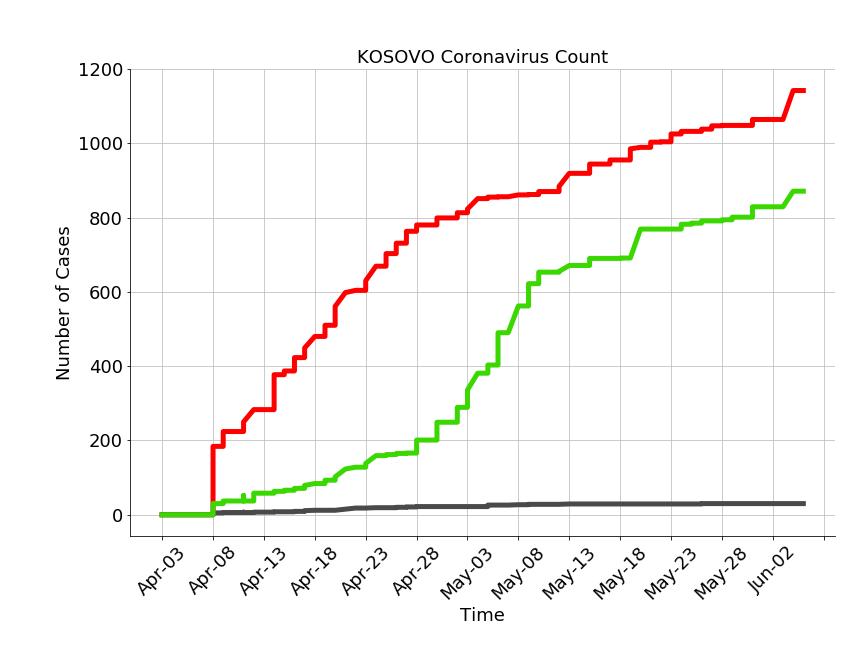 KOSOVO Coronavirus Count
1200
1000
800
600
400
200
0
Number of Cases
Apr-03
Apr-08
Apr-13
Apr-18
Apr-23
Apr-28
May-03
May-08
May-13
May-18
May-23
May-28
Jun-02
Time